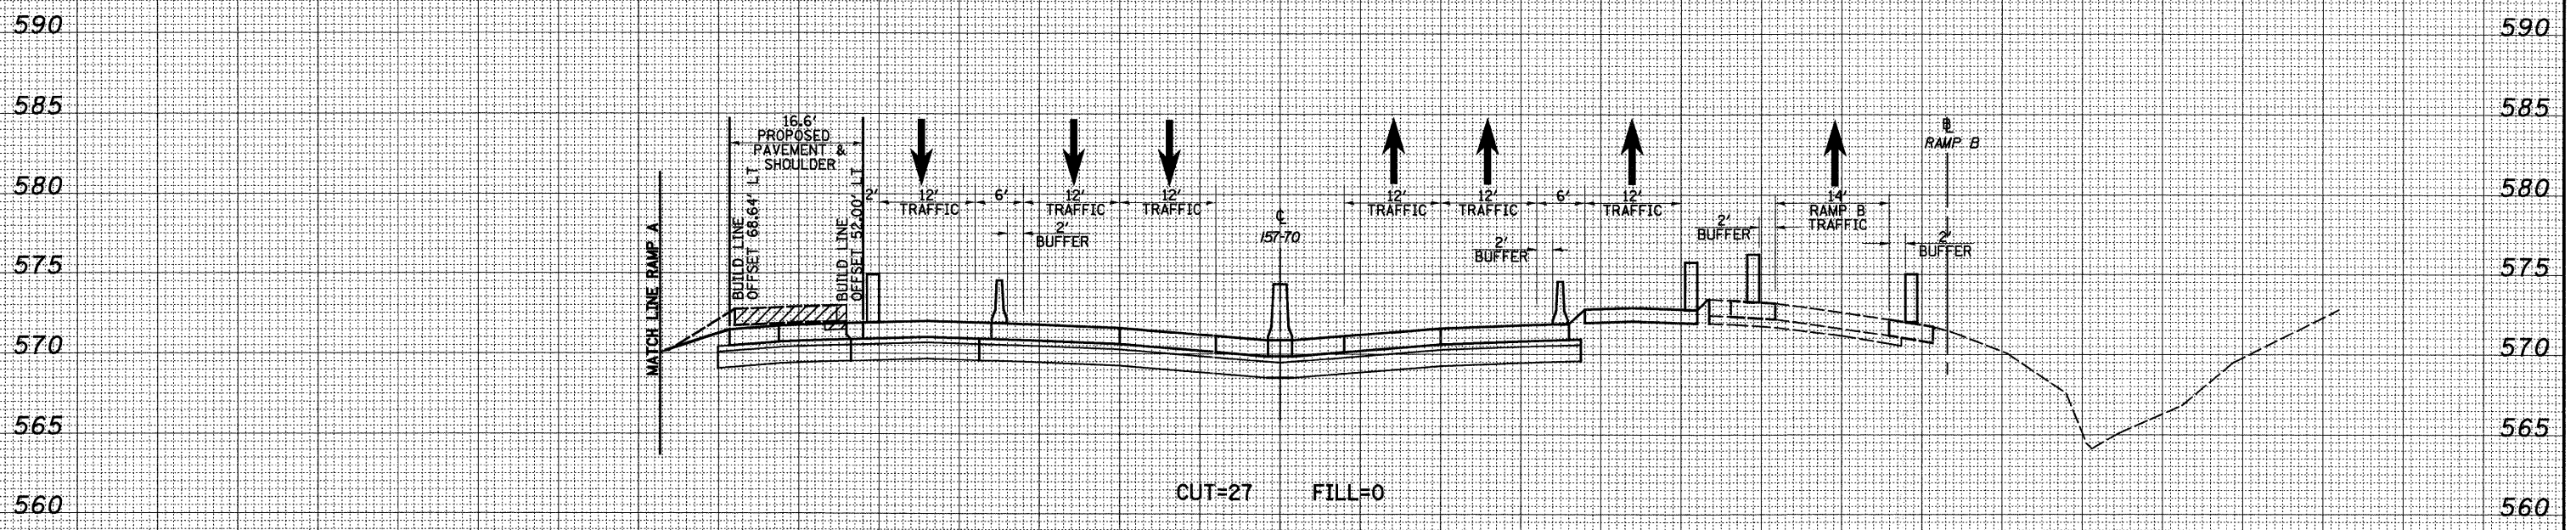 590
590
585
585
16.6'
PROPOSED
PAVEMENT &
SHOULDER
℄
RAMP B
580
580
2'
12'
TRAFFIC
6'
12'
TRAFFIC
12'
TRAFFIC
12'
TRAFFIC
12'
TRAFFIC
6'
12'
TRAFFIC
14'
RAMP B
TRAFFIC
MATCH LINE RAMP A
BUILD LINE
OFFSET 68.64' LT
BUILD LINE
OFFSET 52.00' LT
2'
BUFFER
℄
157-70
2'
BUFFER
2'
BUFFER
2'
BUFFER
575
575
570
570
565
565
CUT=27
FILL=0
560
560